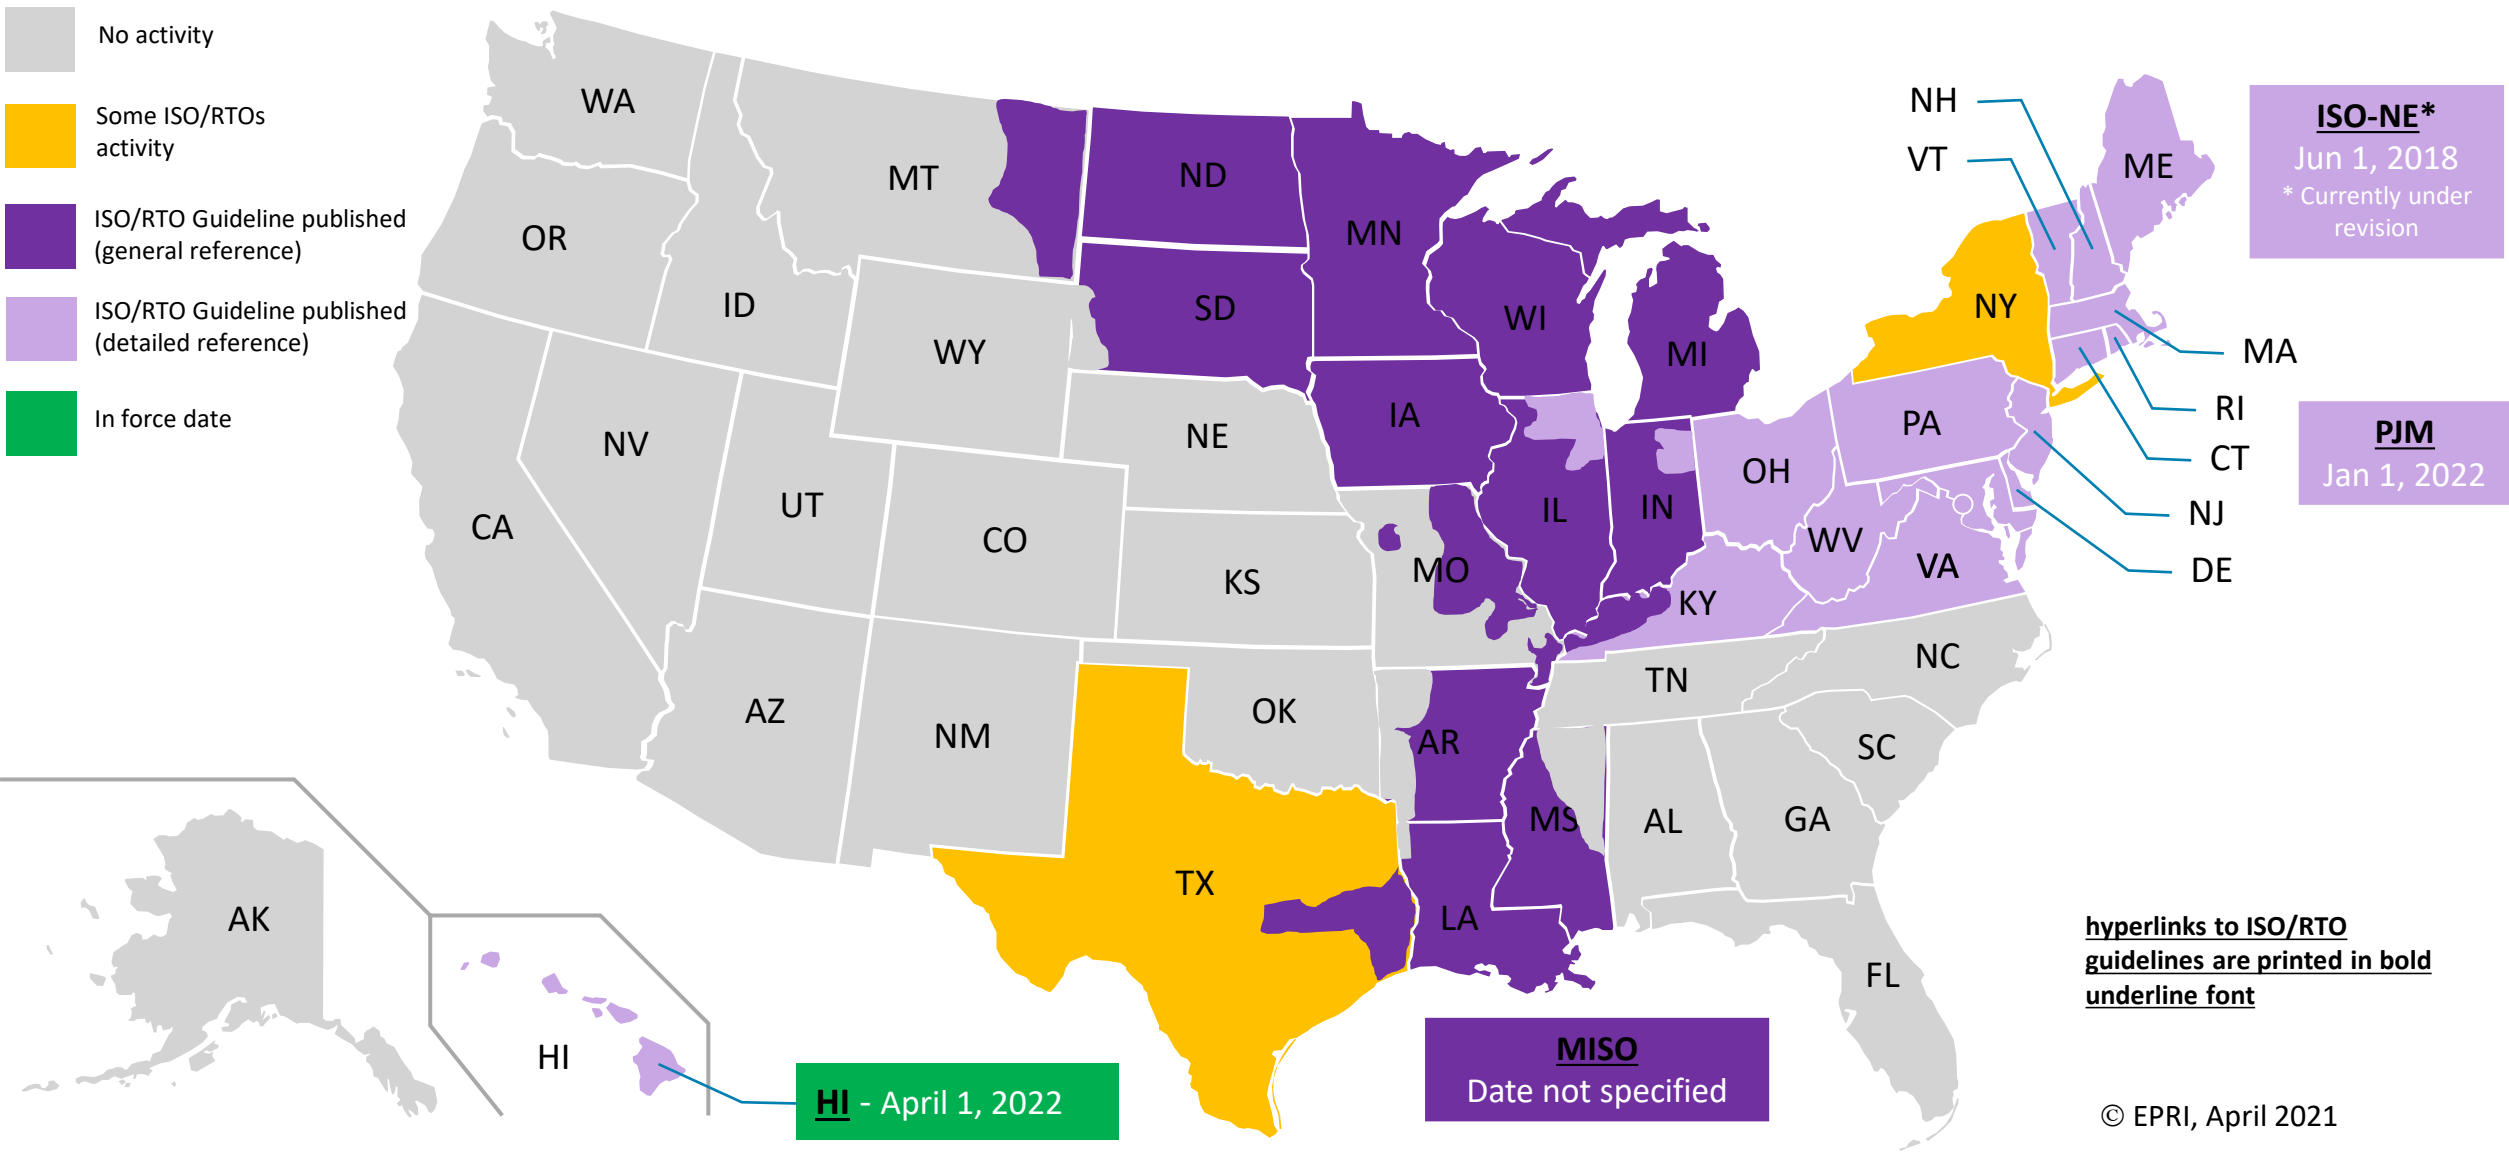 No activity
Some ISO/RTOs
activity
ISO/RTO Guideline published
(general reference)
ISO/RTO Guideline published
(detailed reference)
In force date
WA
OR
CA
NV
ID
MT
WY
UT
AZ
CO
NM
ND
SD
NE
KS
OK
TX
MN
IA
MO
AR
LA
WI
IL
MS
MI
IN
OH
KY
TN
AL
GA
FL
SC
NC
VA
WV
PA
NY
ME
NH
VT
MA
RI
CT
NJ
DE
AK
HI
ISO-NE*
Jun 1, 2018
* Currently under
revision
PJM
Jan 1, 2022
MISO
Date not specified
HI - April 1, 2022
hyperlinks to ISO/RTO
guidelines are printed in bold
underline font
© EPRI, April 2021